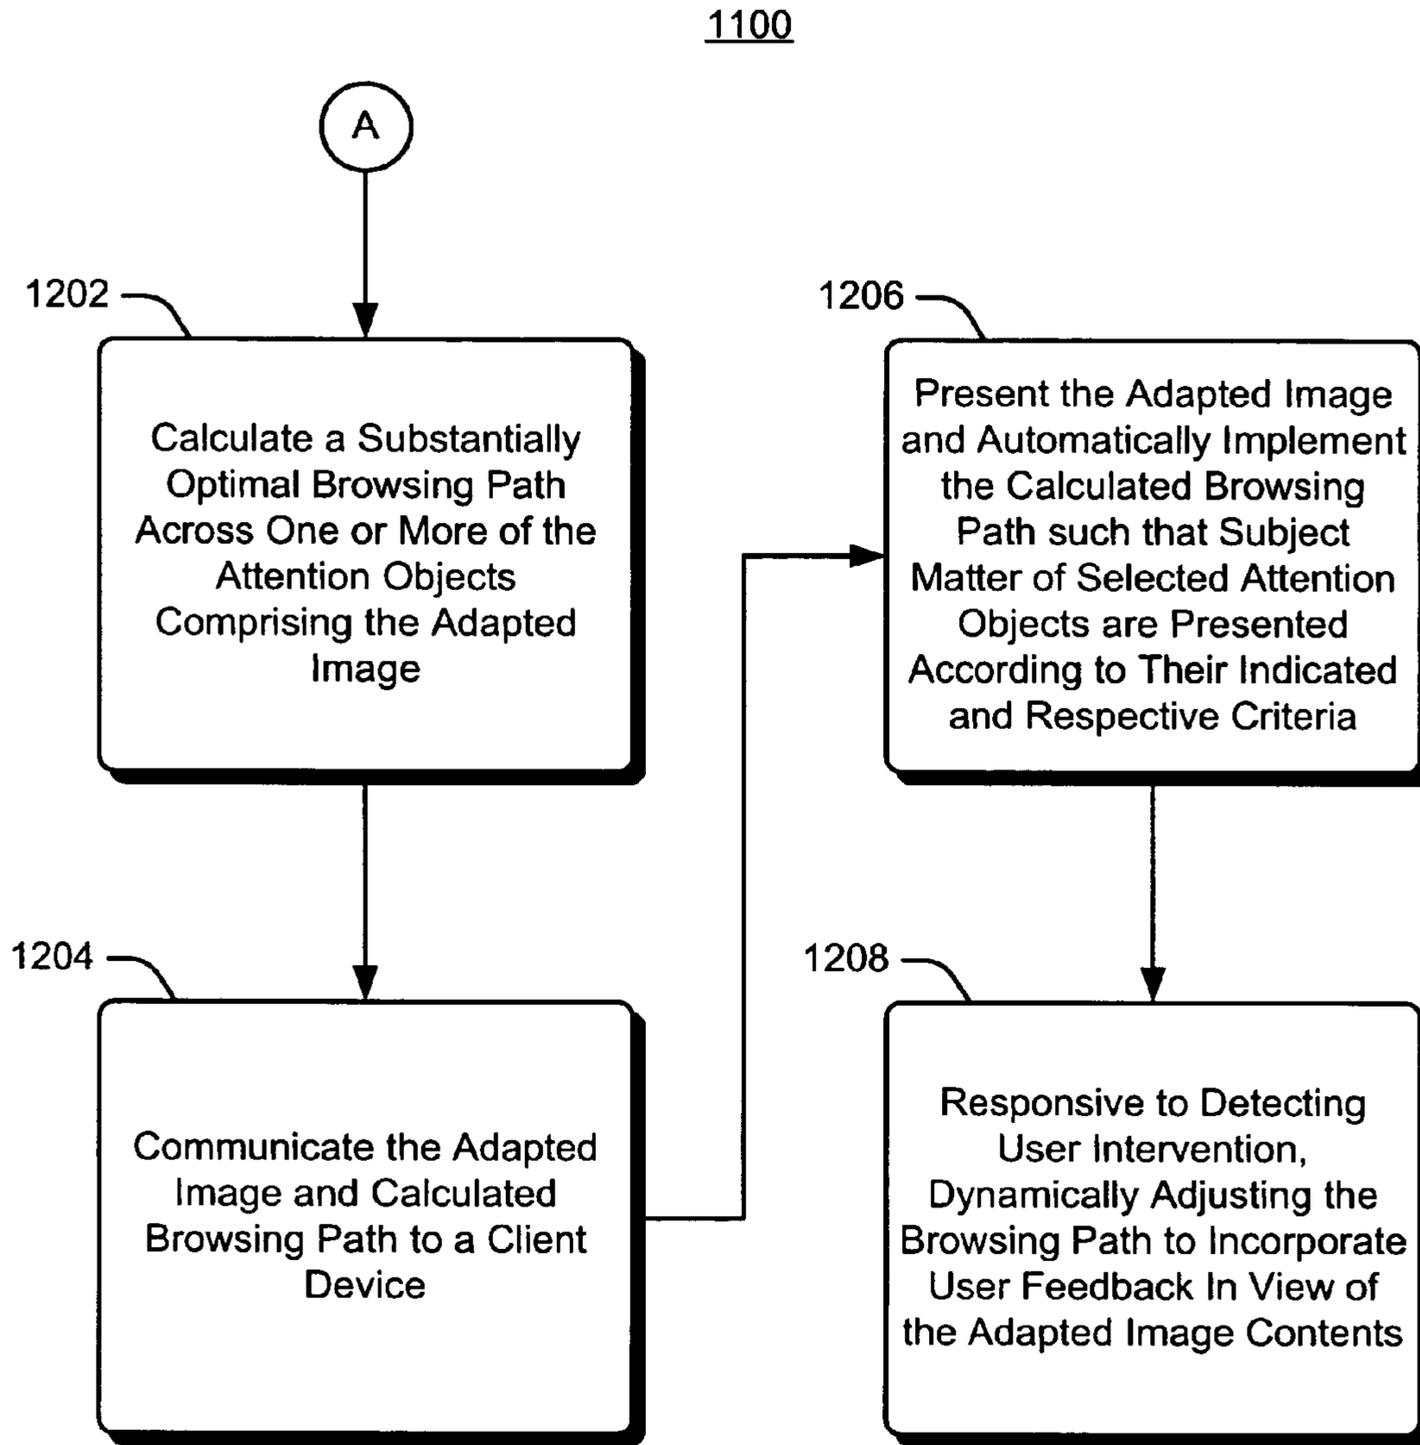 1100
A
1202
Calculate a Substantially
Optimal Browsing Path
Across One or More of the
Attention Objects
Comprising the Adapted
Image
1204
Communicate the Adapted
Image and Calculated
Browsing Path to a Client
Device
1206
Present the Adapted Image
and Automatically Implement
the Calculated Browsing
Path such that Subject
Matter of Selected Attention
Objects are Presented
According to Their Indicated
and Respective Criteria
1208
Responsive to Detecting
User Intervention,
Dynamically Adjusting the
Browsing Path to Incorporate
User Feedback In View of
the Adapted Image Contents